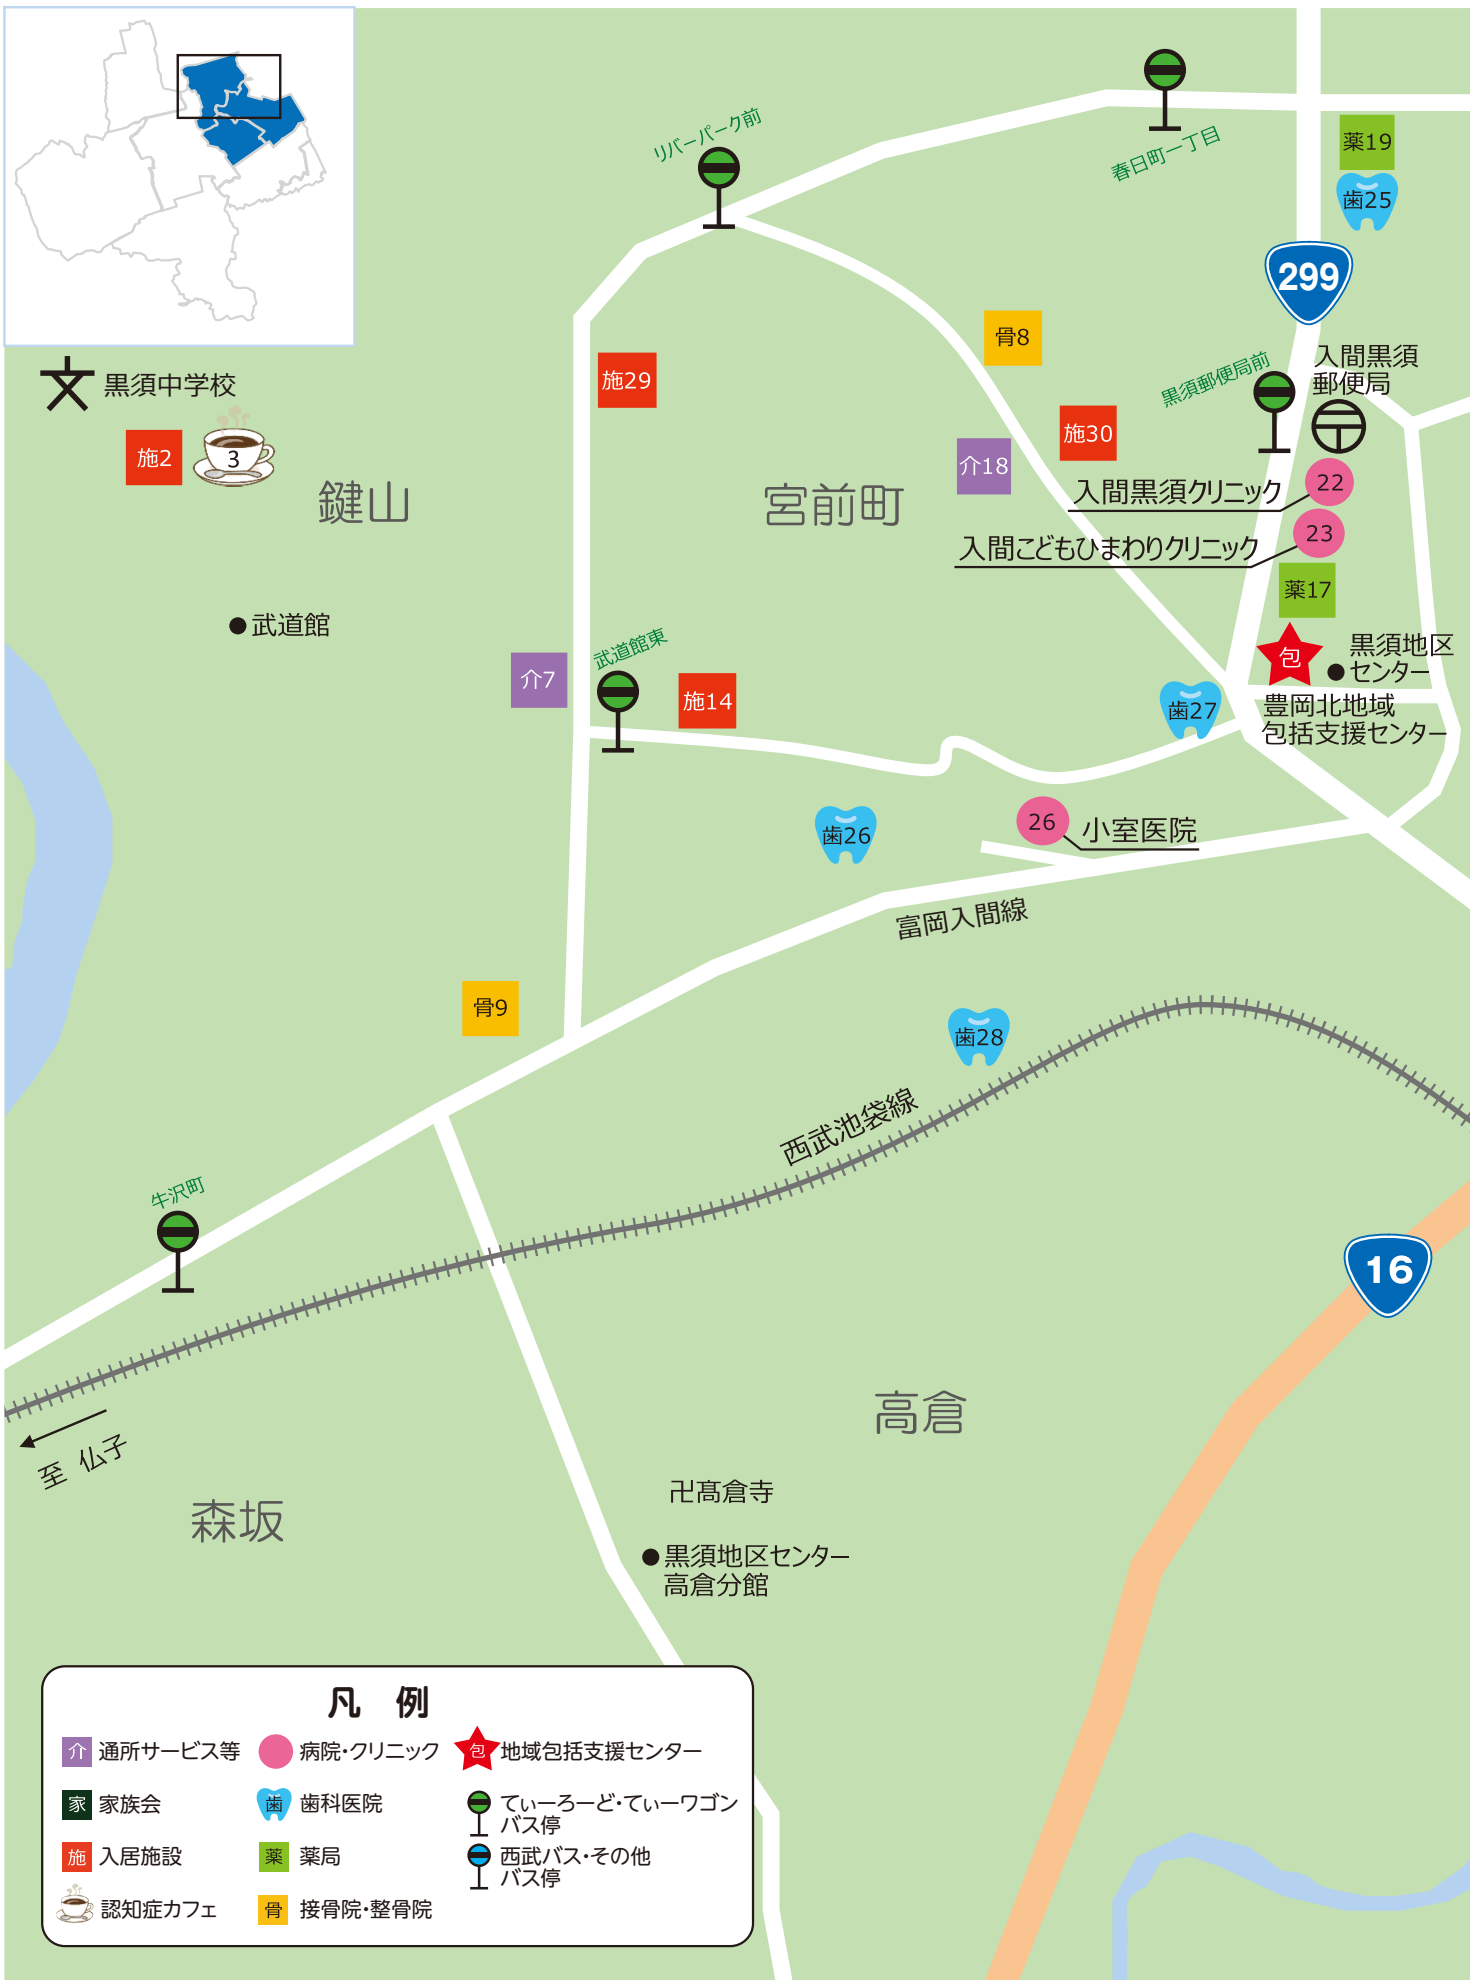 リバーパーク前
春日町一丁目
薬19
歯25
299
骨8
黒須郵便局前
入間黒須
郵便局
黒須中学校
施29
施2
3
施30
介18
鍵山
宮前町
入間黒須クリニック
22
入間こどもひまわりクリニック
23
薬17
武道館
武道館東
包
黒須地区
センター
介7
施14
歯27
豊岡北地域
包括支援センター
歯26
26
小室医院
富岡入間線
骨9
歯28
西武池袋線
牛沢町
16
至 仏子
高倉
森坂
卍髙倉寺
黒須地区センター
高倉分館
凡 例
介 通所サービス等
病院・クリニック
包 地域包括支援センター
家 家族会
歯 歯科医院
てぃーろーど・てぃーワゴン
バス停
施 入居施設
薬 薬局
西武バス・その他
バス停
認知症カフェ
骨 接骨院・整骨院